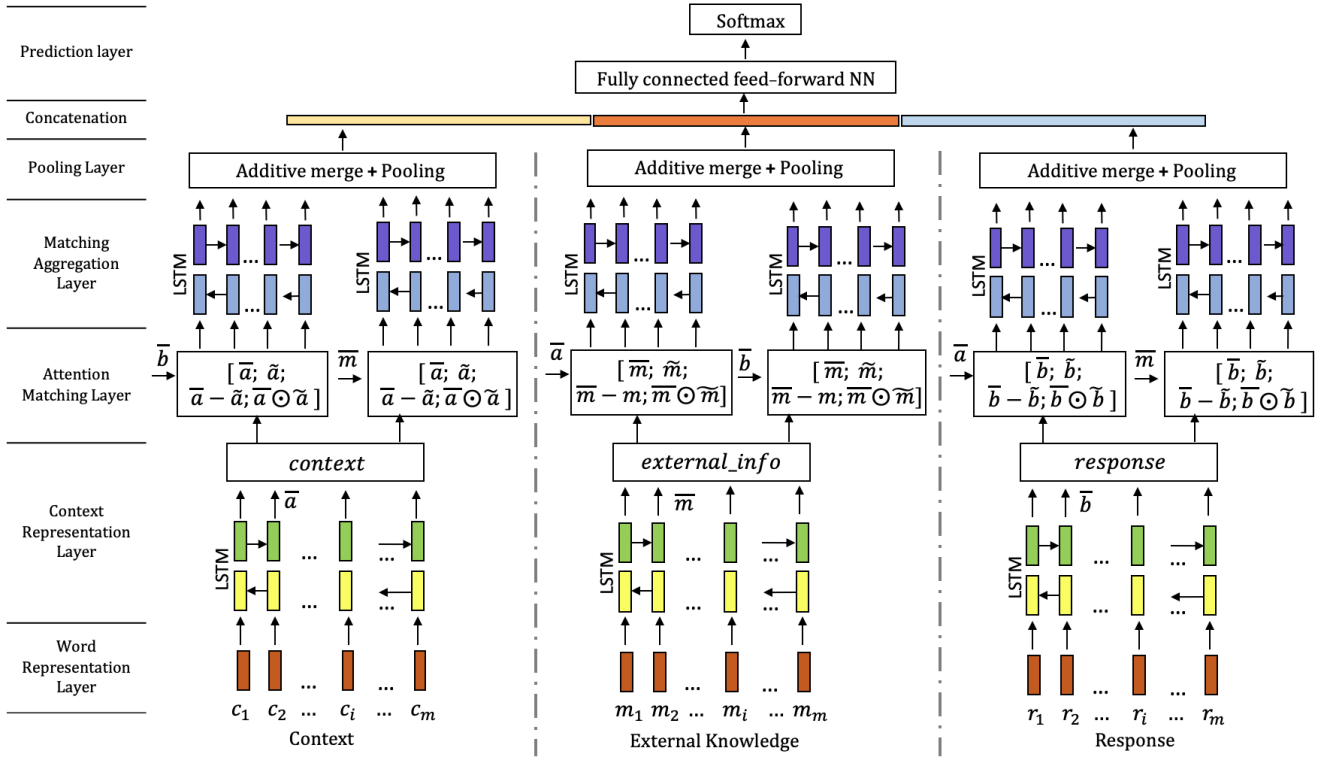 Softmax
Prediction layer
Fully connected feed-forward NN
Concatenation
Pooling Layer
Additive merge + Pooling
Additive merge + Pooling
Additive merge + Pooling
Matching
Aggregation
Layer
LSTM
...
LSTM
...
LSTM
...
LSTM
...
LSTM
...
LSTM
...
...
...
...
...
...
...
Attention
Matching Layer
b̅
[ a̅; ã;
a̅ − ã; a̅ ⊙ ã ]
m̅
[ a̅; ã;
a̅ − ã; a̅ ⊙ ã ]
a̅
[ m̅; m̃;
m̅ − m; m̅ ⊙ m̃]
b̅
[ m̅; m̃;
m̅ − m; m̅ ⊙ m̃]
a̅
[ b̅; b̃;
b̅ − b̃; b̅ ⊙ b̃ ]
m̅
[ b̅; b̃;
b̅ − b̃; b̅ ⊙ b̃ ]
context
external_info
response
Context
Representation
Layer
a̅
LSTM
... ...
... ...
m̅
LSTM
... ...
... ...
b̅
LSTM
... ...
... ...
Word
Representation
Layer
... ...
... ...
... ...
c₁ c₂ ... cᵢ ... cₘ
m₁ m₂ ... mᵢ ... mₘ
r₁ r₂ ... rᵢ ... rₘ
Context
External Knowledge
Response